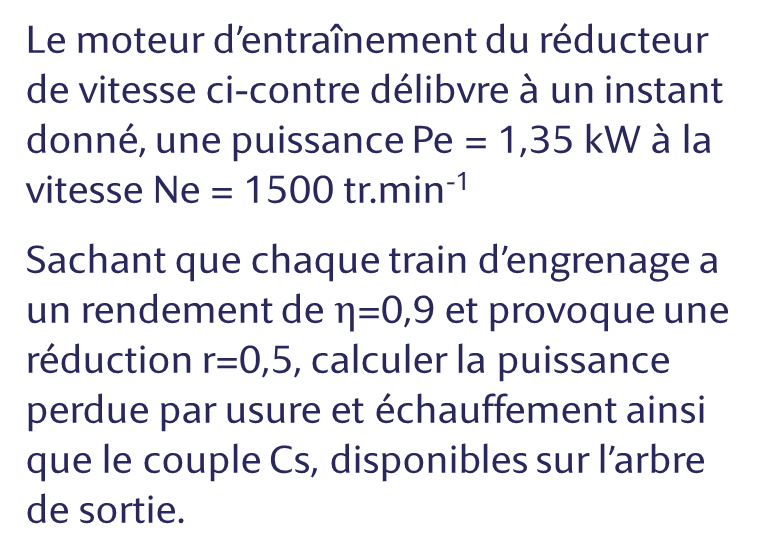 Le moteur d’entraînement du réducteur
de vitesse ci-contre délibvre à un instant
donné, une puissance Pe = 1,35 kW à la
vitesse Ne = 1500 tr.min⁻¹
Sachant que chaque train d’engrenage a
un rendement de η=0,9 et provoque une
réduction r=0,5, calculer la puissance
perdue par usure et échauffement ainsi
que le couple Cs, disponibles sur l’arbre
de sortie.